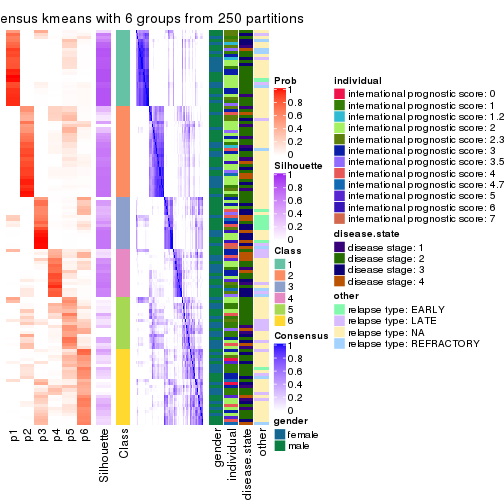 ensus kmeans with 6 groups from 250 partitions
p1
p2
p3
p4
p5
p6
Silhouette
Class
gender
individual
disease.state
other
Prob
1
0.8
0.6
0.4
0.2
0
Silhouette
1
0.8
0.6
0.4
0.2
0
Class
1
2
3
4
5
6
Consensus
1
0.8
0.6
0.4
0.2
0
gender
female
male
individual
international prognostic score: 0
international prognostic score: 1
international prognostic score: 1.2
international prognostic score: 2
international prognostic score: 2.3
international prognostic score: 3
international prognostic score: 3.5
international prognostic score: 4
international prognostic score: 4.7
international prognostic score: 5
international prognostic score: 6
international prognostic score: 7
disease.state
disease stage: 1
disease stage: 2
disease stage: 3
disease stage: 4
other
relapse type: EARLY
relapse type: LATE
relapse type: NA
relapse type: REFRACTORY